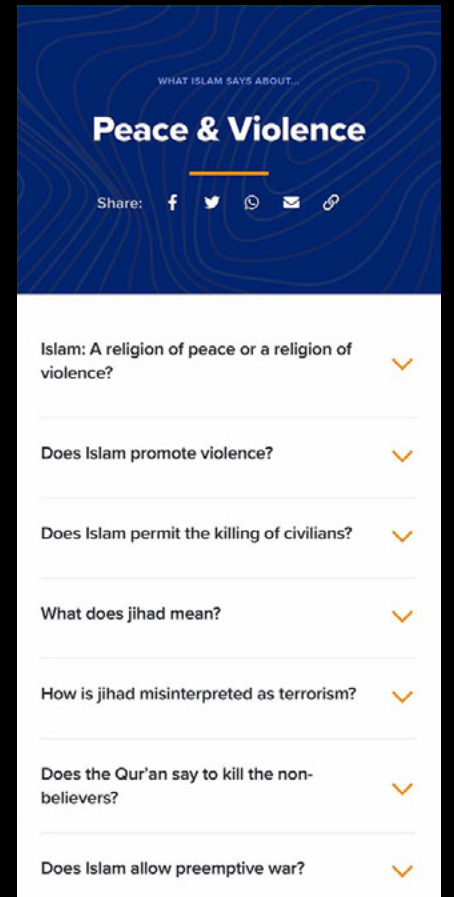 WHAT ISLAM SAYS ABOUT...
Peace & Violence
Share:
Islam: A religion of peace or a religion of
violence?
Does Islam promote violence?
Does Islam permit the killing of civilians?
What does jihad mean?
How is jihad misinterpreted as terrorism?
Does the Qur’an say to kill the non-
believers?
Does Islam allow preemptive war?